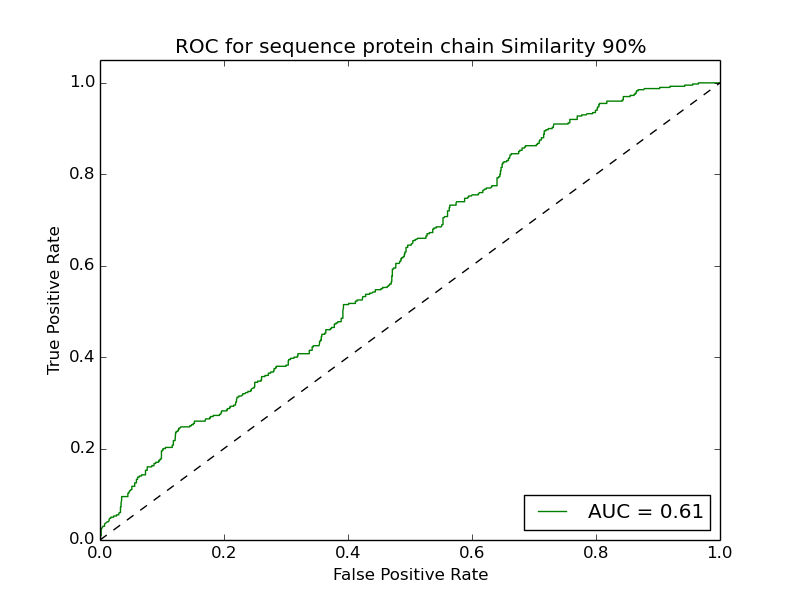 ROC for sequence protein chain Similarity 90%
1.0
0.8
0.6
0.4
0.2
0.0
True Positive Rate
AUC = 0.61
0.0 0.2 0.4 0.6 0.8 1.0
False Positive Rate